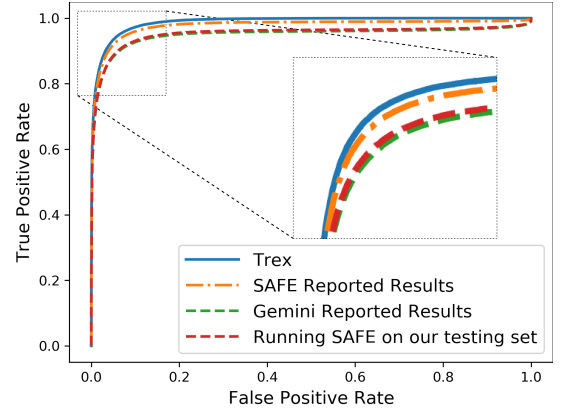 1.0
0.8
0.6
0.4
0.2
0.0
True Positive Rate
Trex
SAFE Reported Results
Gemini Reported Results
Running SAFE on our testing set
0.0 0.2 0.4 0.6 0.8 1.0
False Positive Rate